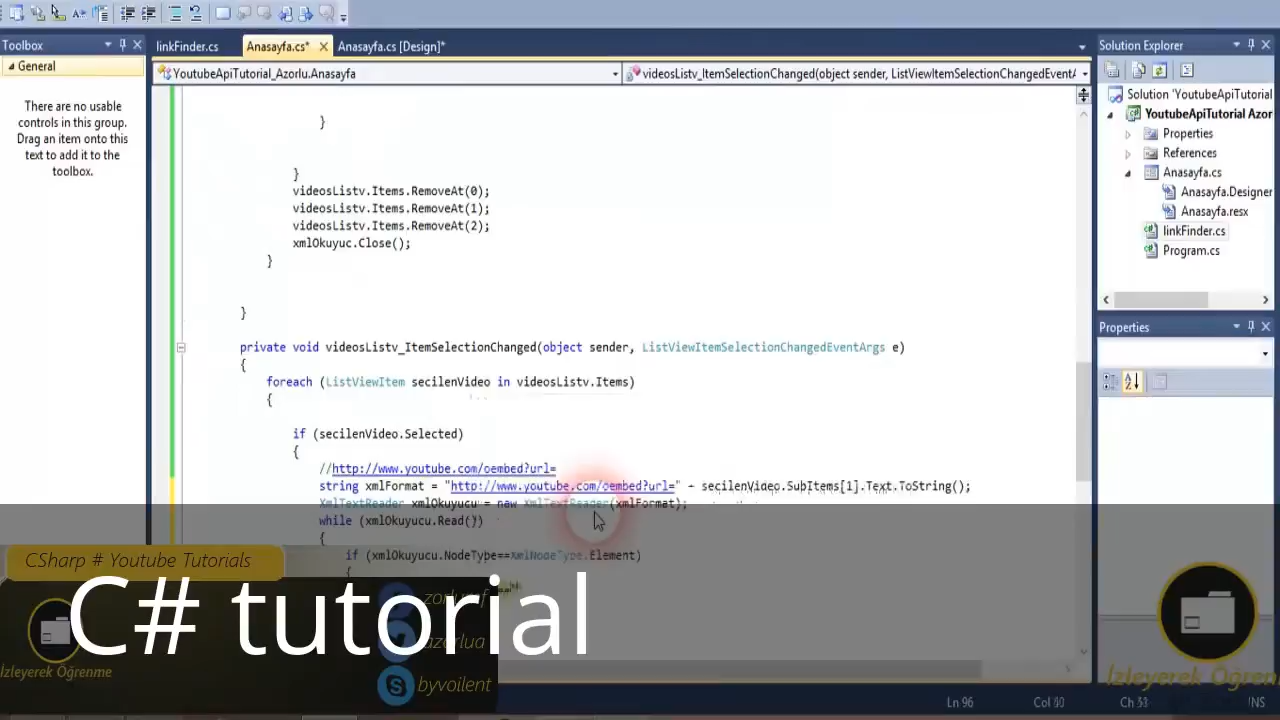 Toolbox
General
There are no usable
controls in this group.
Drag an item onto this
text to add it to the
toolbox.
linkFinder.cs
Anasayfa.cs*
Anasayfa.cs [Design]*
YoutubeApiTutorial_Azorlu.Anasayfa
videosListv_ItemSelectionChanged(object sender, ListViewItemSelectionChangedEventA
}
}
videosListv.Items.RemoveAt(0);
videosListv.Items.RemoveAt(1);
videosListv.Items.RemoveAt(2);
xmlOkuyuc.Close();
}
}
private void videosListv_ItemSelectionChanged(object sender, ListViewItemSelectionChangedEventArgs e)
{
foreach (ListViewItem secilenVideo in videosListv.Items)
{
if (secilenVideo.Selected)
{
//http://www.youtube.com/oembed?url=
string xmlFormat = "http://www.youtube.com/oembed?url=" + secilenVideo.SubItems[1].Text.ToString();
XmlTextReader xmlOkuyucu = new XmlTextReader(xmlFormat);
while (xmlOkuyucu.Read())
{
if (xmlOkuyucu.NodeType==XmlNodeType.Element)
{
Solution Explorer
Solution 'YoutubeApiTutorial
YoutubeApiTutorial Azor
Properties
References
Anasayfa.cs
Anasayfa.Designer
Anasayfa.resx
linkFinder.cs
Program.cs
Properties
CSharp # Youtube Tutorials
C# tutorial
azorlua
byvoilent
İzleyerek Öğrenme
İzleyerek Öğren
Ln 96
Col 60
Ch 53
INS